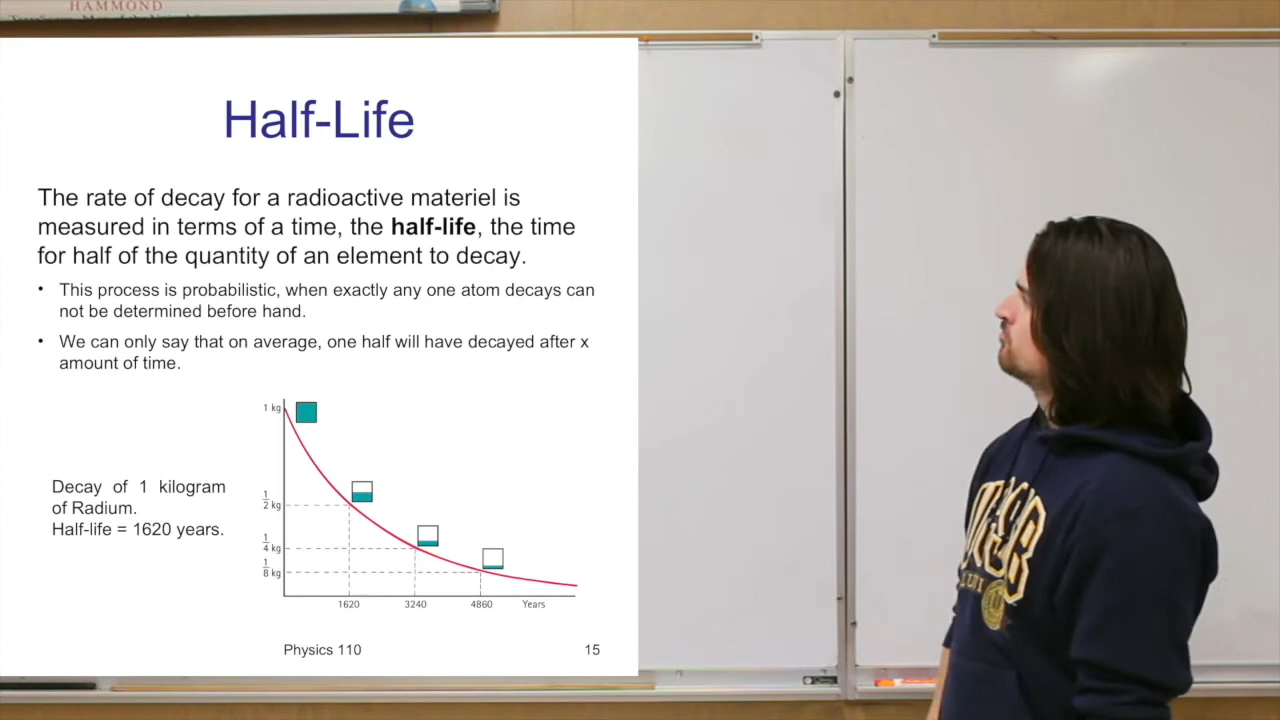 HAMMOND
Half-Life
The rate of decay for a radioactive materiel is
measured in terms of a time, the half-life, the time
for half of the quantity of an element to decay.
• This process is probabilistic, when exactly any one atom decays can
not be determined before hand.
• We can only say that on average, one half will have decayed after x
amount of time.
Decay of 1 kilogram
of Radium.
Half-life = 1620 years.
1 kg
1/2 kg
1/4 kg
1/8 kg
1620 3240 4860 Years
Physics 110 15